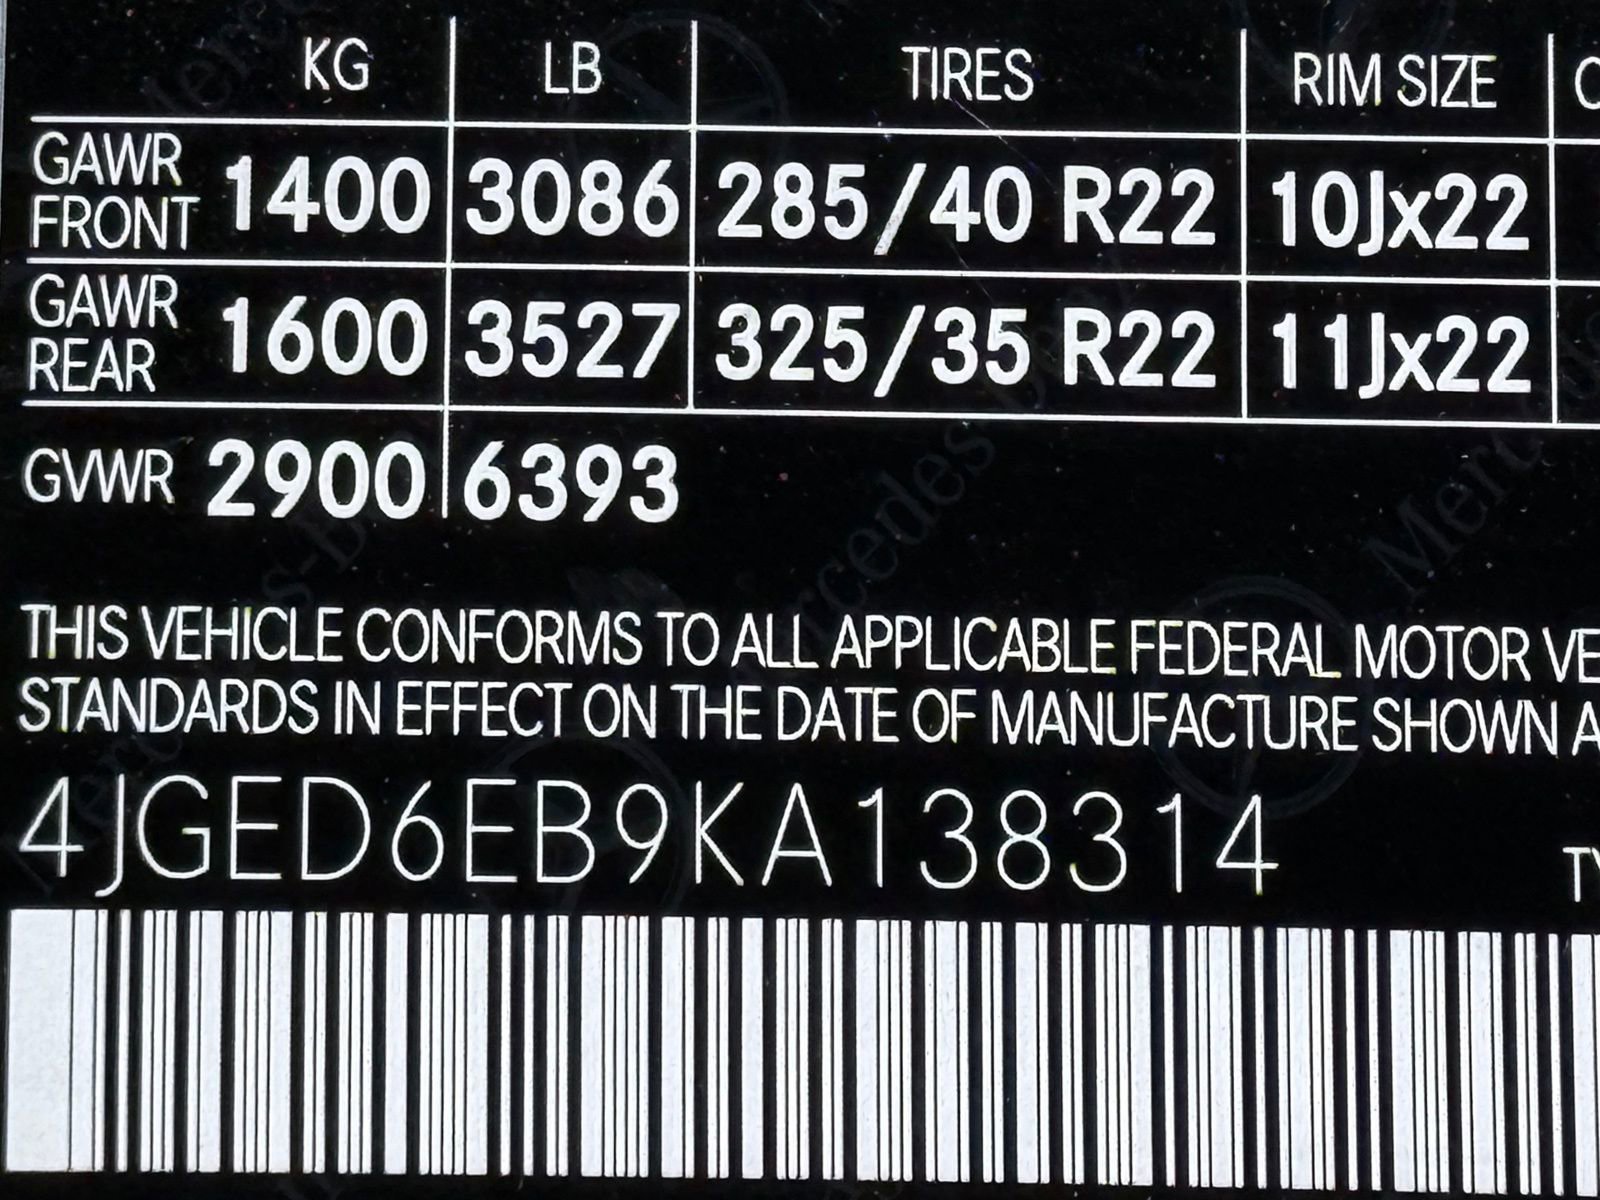 KG LB TIRES RIM SIZE
GAWR FRONT 1400 3086 285/40 R22 10Jx22
GAWR REAR 1600 3527 325/35 R22 11Jx22
GVWR 2900 6393
THIS VEHICLE CONFORMS TO ALL APPLICABLE FEDERAL MOTOR VE
STANDARDS IN EFFECT ON THE DATE OF MANUFACTURE SHOWN A
4JGED6EB9KA138314
TY